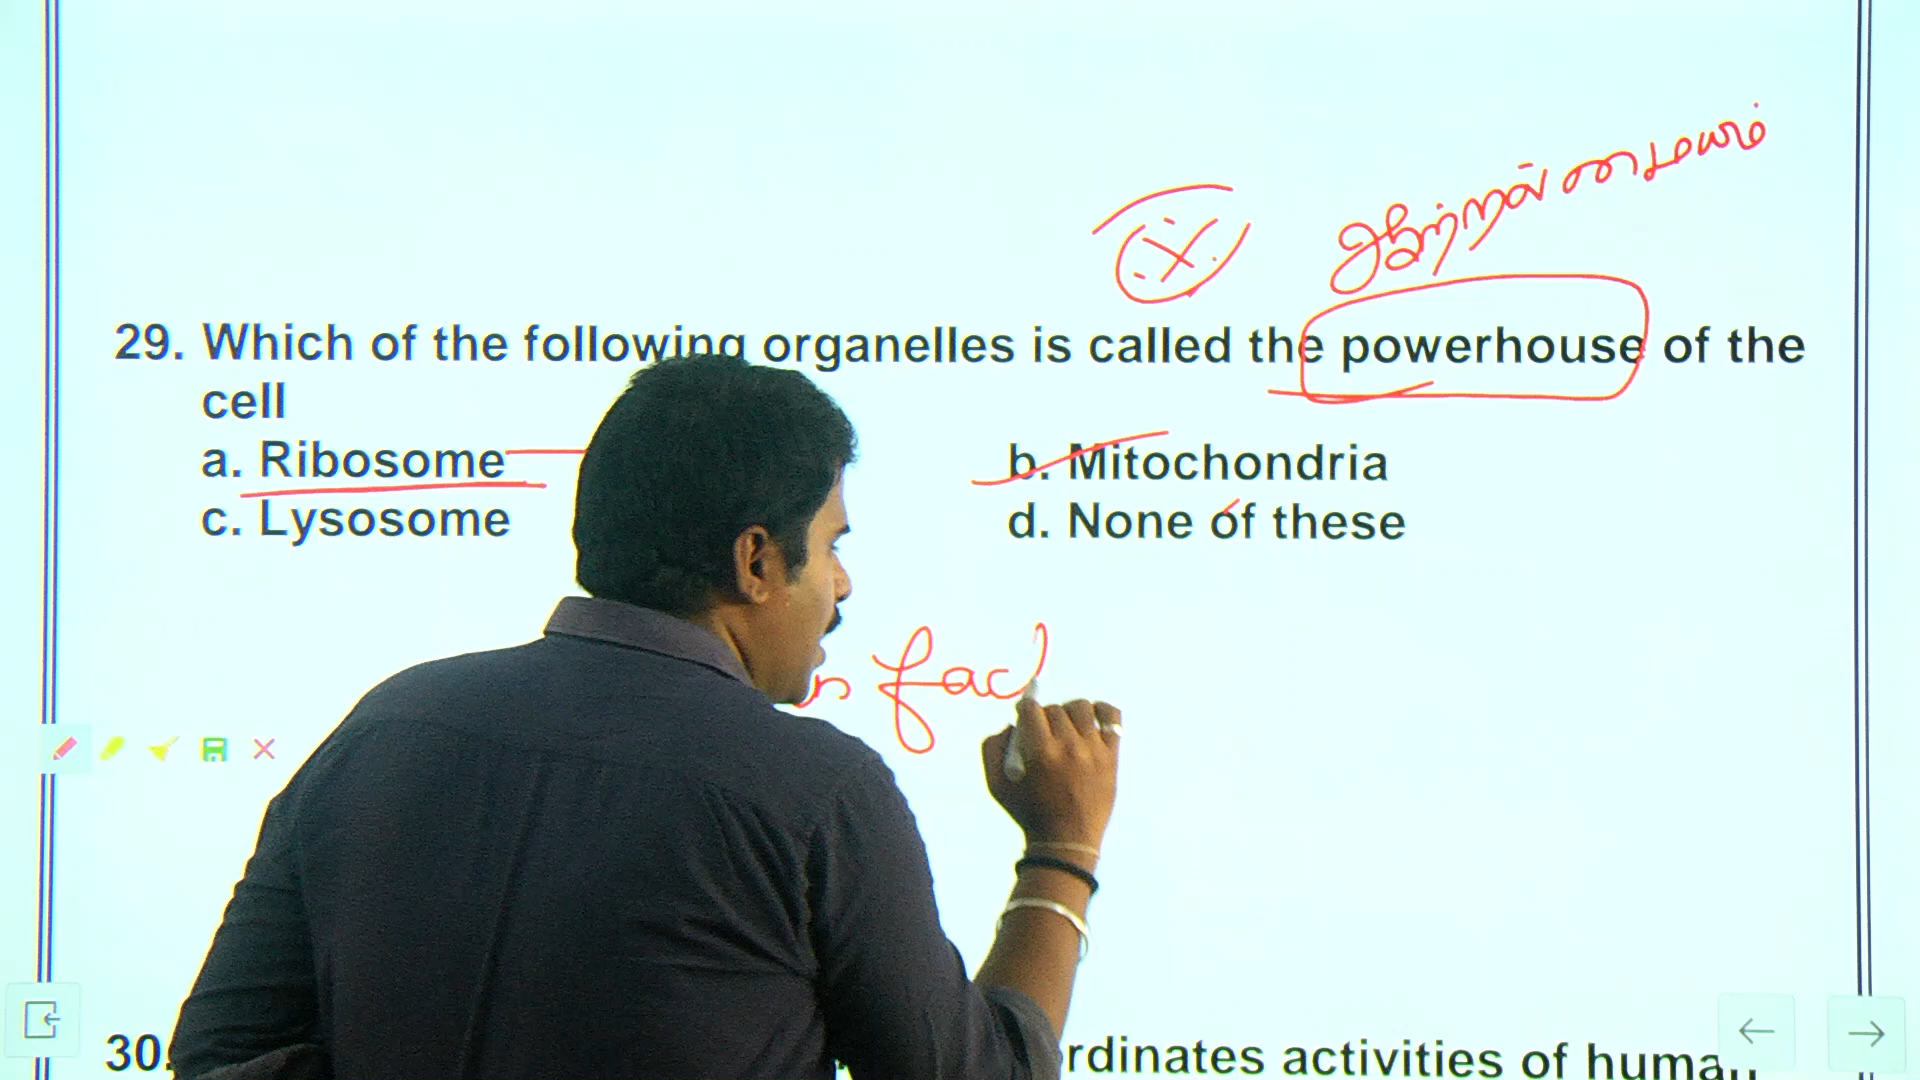 ஆற்றல் மையம்
29. Which of the following organelles is called the powerhouse of the
cell
a. Ribosome b. Mitochondria
c. Lysosome d. None of these
fac
30. rdinates activities of human